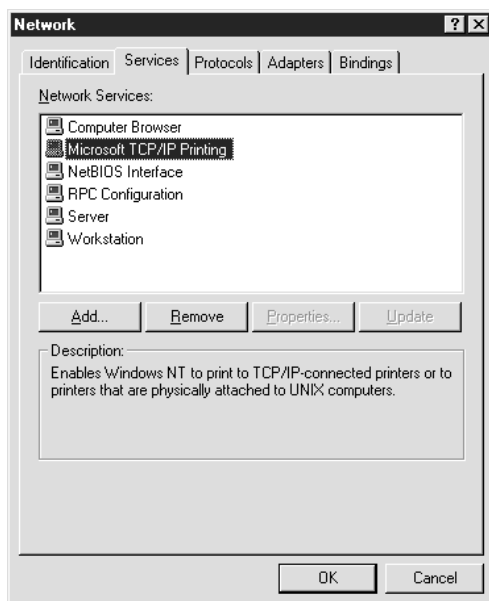 Network
Identification Services Protocols Adapters Bindings
Network Services:
Computer Browser
Microsoft TCP/IP Printing
NetBIOS Interface
RPC Configuration
Server
Workstation
Add... Remove Properties... Update
Description:
Enables Windows NT to print to TCP/IP-connected printers or to
printers that are physically attached to UNIX computers.
OK Cancel